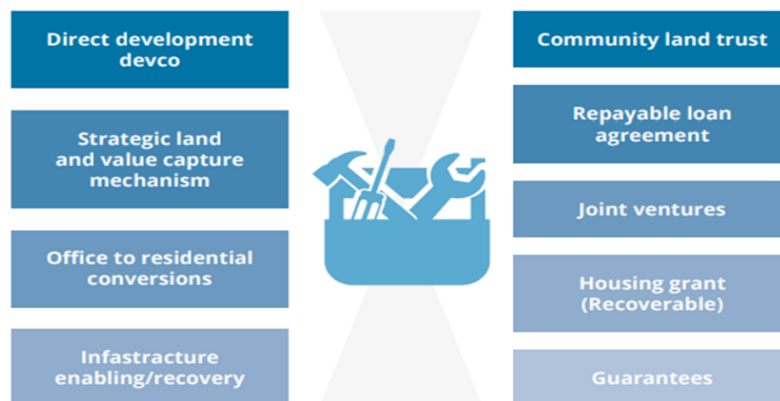 Direct development
devco
Strategic land
and value capture
mechanism
Office to residential
conversions
Infastracture
enabling/recovery
Community land trust
Repayable loan
agreement
Joint ventures
Housing grant
(Recoverable)
Guarantees